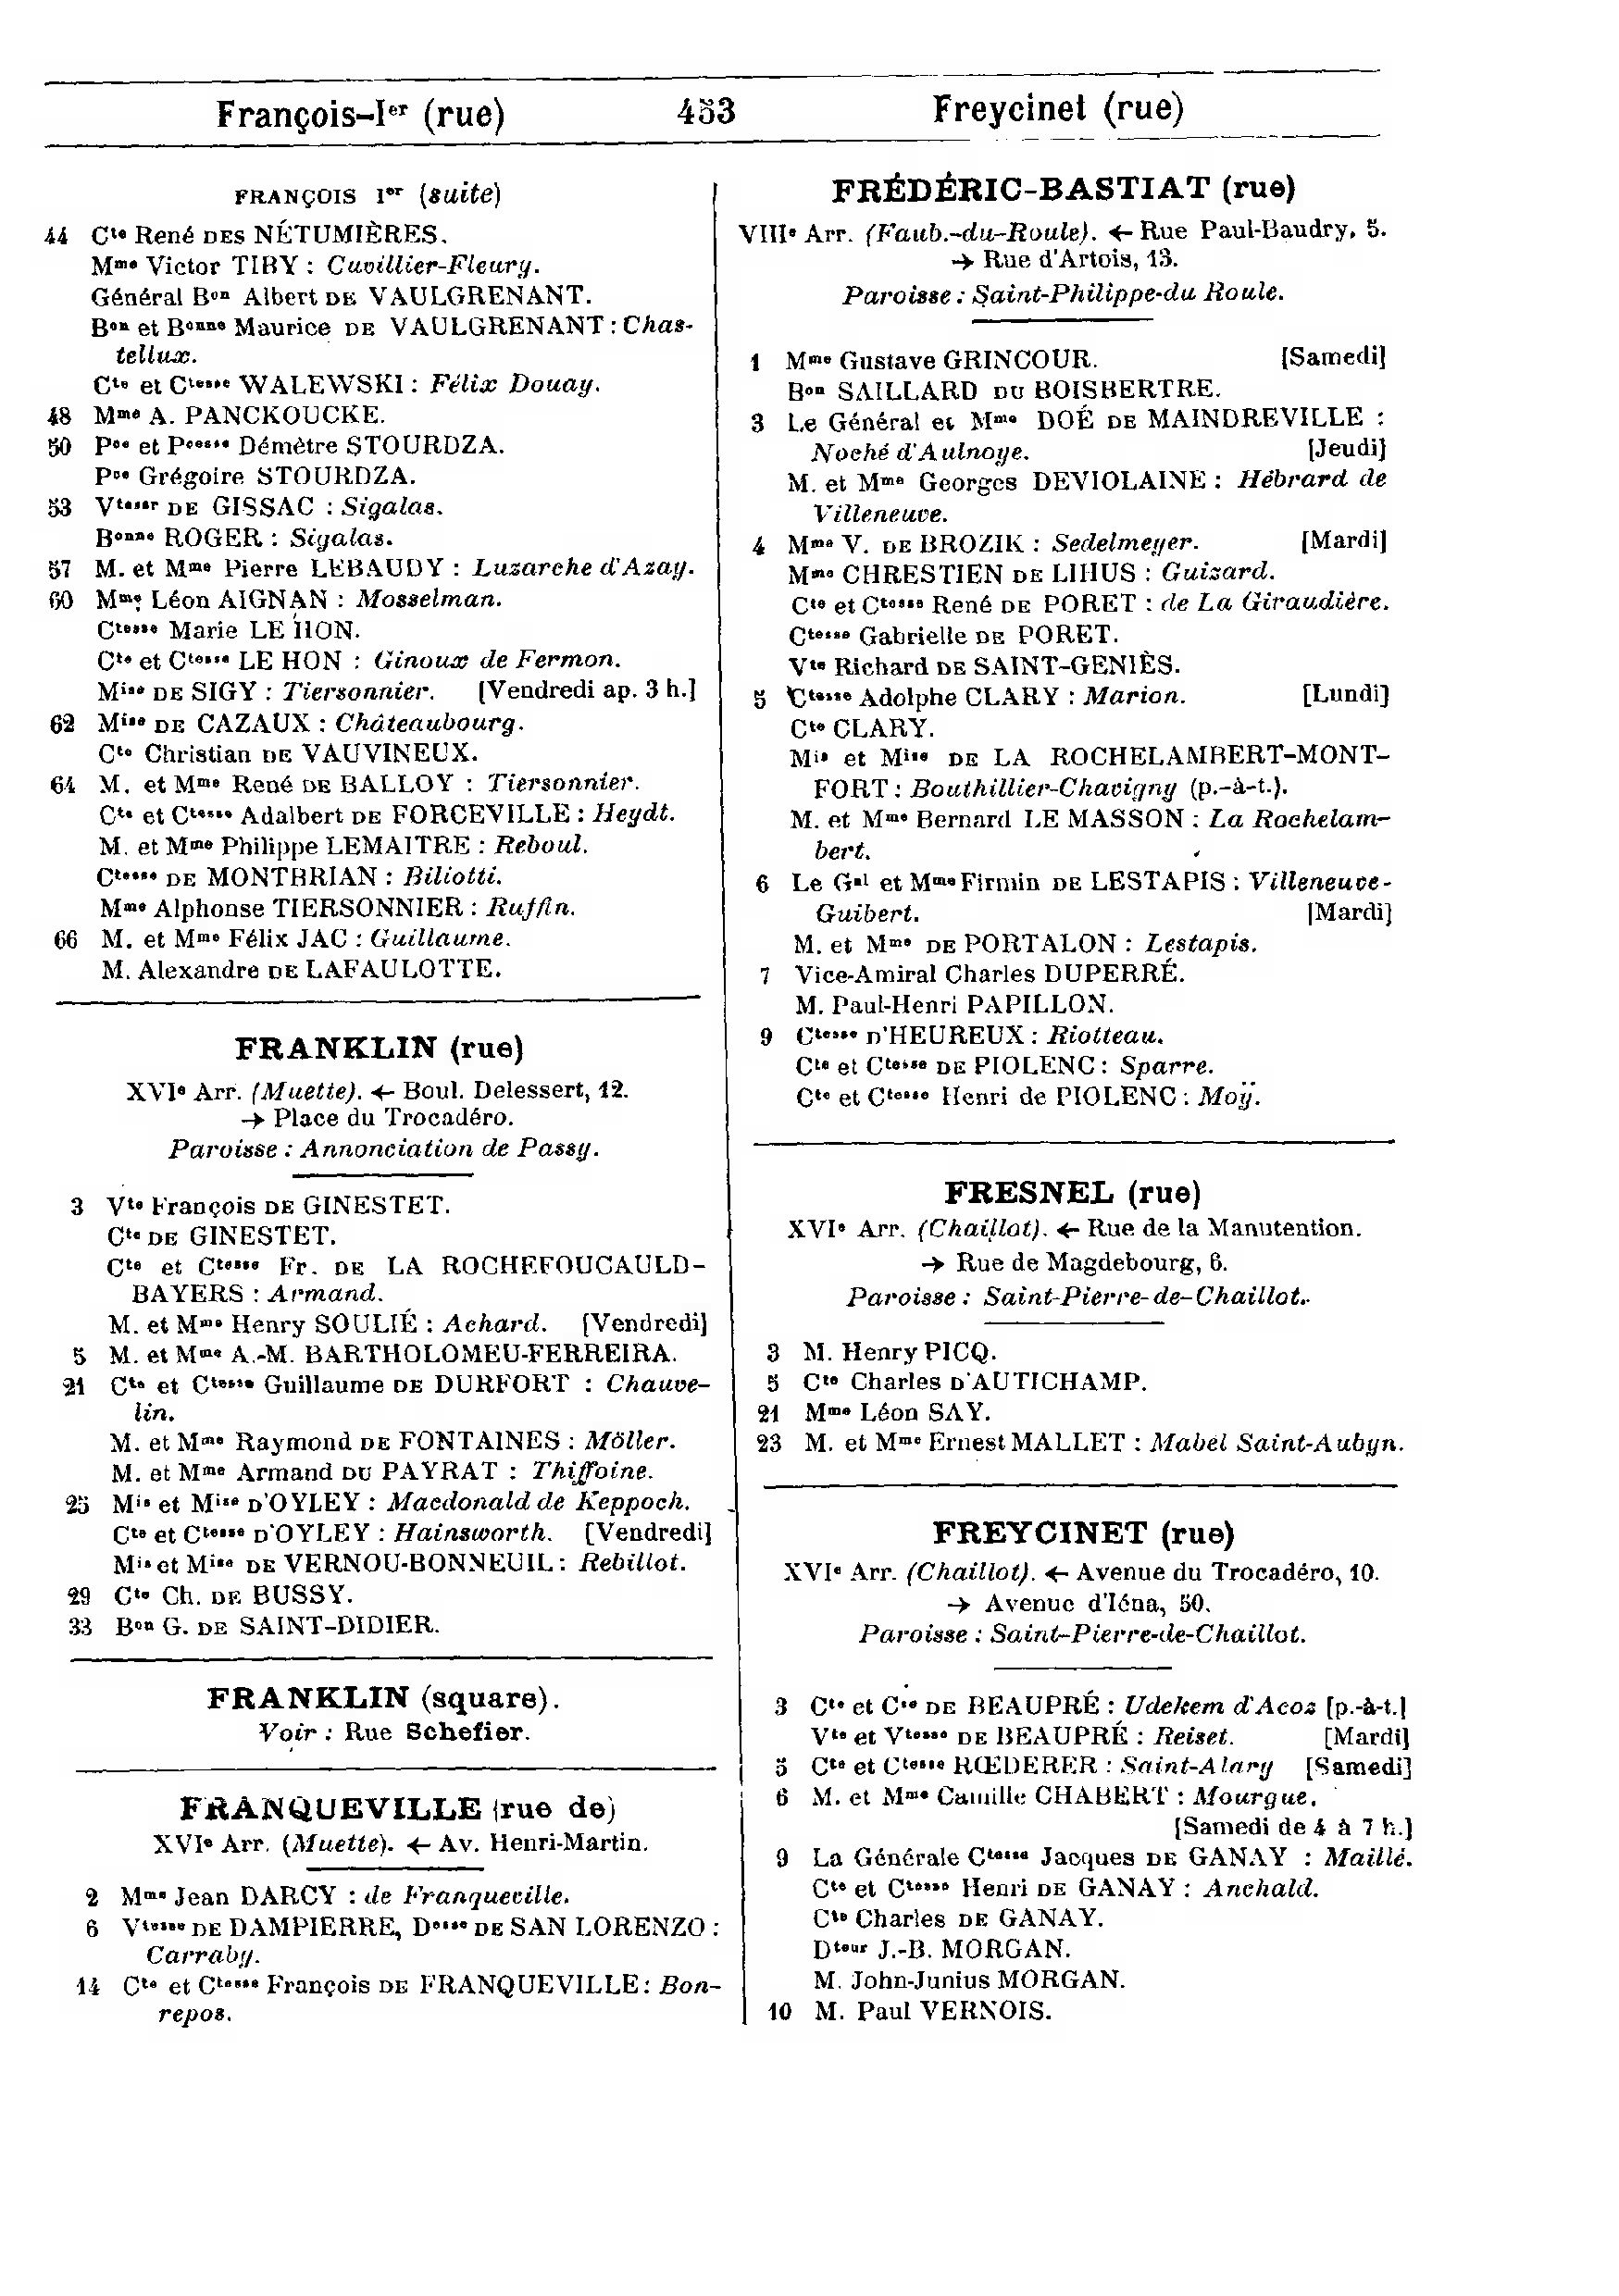 François-Ier (rue) 453 Freycinet (rue)
FRANÇOIS Ier (suite)
44 Cte René DES NÉTUMIÈRES.
Mme Victor TIBY : Cuvillier-Fleury.
Général Bon Albert DE VAULGRENANT.
Bon et Bonne Maurice DE VAULGRENANT : Chas-
tellux.
Cte et Ctesse WALEWSKI : Félix Douay.
48 Mme A. PANCKOUCKE.
50 Pce et Pcesse Démètre STOURDZA.
Pce Grégoire STOURDZA.
53 Vtesse DE GISSAC : Sigalas.
Bonne ROGER : Sigalas.
57 M. et Mme Pierre LEBAUDY : Luzarche d'Azay.
60 Mme Léon AIGNAN : Mosselman.
Ctesse Marie LE HON.
Cte et Ctesse LE HON : Ginoux de Fermon.
Mise DE SIGY : Tiersonnier. [Vendredi ap. 3 h.]
62 Mise DE CAZAUX : Châteaubourg.
Cte Christian DE VAUVINEUX.
64 M. et Mme René DE BALLOY : Tiersonnier.
Cte et Ctesse Adalbert DE FORCEVILLE : Heydt.
M. et Mme Philippe LEMAITRE : Reboul.
Ctesse DE MONTBRIAN : Biliotti.
Mme Alphonse TIERSONNIER : Ruffin.
66 M. et Mme Félix JAC : Guillaume.
M. Alexandre DE LAFAULOTTE.
FRANKLIN (rue)
XVIe Arr. (Muette). ← Boul. Delessert, 12.
→ Place du Trocadéro.
Paroisse : Annonciation de Passy.
3 Vte François DE GINESTET.
Cte DE GINESTET.
Cte et Ctesse Fr. DE LA ROCHEFOUCAULD-
BAYERS : Armand.
M. et Mme Henry SOULIÉ : Achard. [Vendredi]
5 M. et Mme A.-M. BARTHOLOMEU-FERREIRA.
21 Cte et Ctesse Guillaume DE DURFORT : Chauve-
lin.
M. et Mme Raymond DE FONTAINES : Möller.
M. et Mme Armand DU PAYRAT : Thiffoine.
25 Mis et Mise D'OYLEY : Macdonald de Keppoch.
Cte et Ctesse D'OYLEY : Hainsworth. [Vendredi]
Mis et Mise DE VERNOU-BONNEUIL : Rebillot.
29 Cte Ch. DE BUSSY.
33 Bon G. DE SAINT-DIDIER.
FRANKLIN (square).
Voir : Rue Schefier.
FRANQUEVILLE (rue de)
XVIe Arr. (Muette). ← Av. Henri-Martin.
2 Mme Jean DARCY : de Franqueville.
6 Vtesse DE DAMPIERRE, Desse DE SAN LORENZO :
Carraby.
14 Cte et Ctesse François DE FRANQUEVILLE : Bon-
repos.
FRÉDÉRIC-BASTIAT (rue)
VIIIe Arr. (Faub.-du-Roule). ← Rue Paul-Baudry, 5.
→ Rue d'Artois, 13.
Paroisse : Saint-Philippe-du Roule.
1 Mme Gustave GRINCOUR. [Samedi]
Bon SAILLARD DU BOISBERTRE.
3 Le Général et Mme DOÉ DE MAINDREVILLE :
Noché d'Aulnoye. [Jeudi]
M. et Mme Georges DEVIOLAINE : Hébrard de
Villeneuve.
4 Mme V. DE BROZIK : Sedelmeyer. [Mardi]
Mme CHRESTIEN DE LIHUS : Guizard.
Cte et Ctesse René DE PORET : de La Giraudière.
Ctesse Gabrielle DE PORET.
Vte Richard DE SAINT-GENIÈS.
5 Ctesse Adolphe CLARY : Marion. [Lundi]
Cte CLARY.
Mis et Mise DE LA ROCHELAMBERT-MONT-
FORT : Bouthillier-Chavigny (p.-à-t.).
M. et Mme Bernard LE MASSON : La Rochelam-
bert.
6 Le Gal et Mme Firmin DE LESTAPIS : Villeneuve-
Guibert. [Mardi]
M. et Mme DE PORTALON : Lestapis.
7 Vice-Amiral Charles DUPERRÉ.
M. Paul-Henri PAPILLON.
9 Ctesse D'HEUREUX : Riotteau.
Cte et Ctesse DE PIOLENC : Sparre.
Cte et Ctesse Henri de PIOLENC : Moÿ.
FRESNEL (rue)
XVIe Arr. (Chaillot). ← Rue de la Manutention.
→ Rue de Magdebourg, 6.
Paroisse : Saint-Pierre-de-Chaillot.
3 M. Henry PICQ.
5 Cte Charles D'AUTICHAMP.
21 Mme Léon SAY.
23 M. et Mme Ernest MALLET : Mabel Saint-Aubyn.
FREYCINET (rue)
XVIe Arr. (Chaillot). ← Avenue du Trocadéro, 10.
→ Avenue d'Iéna, 50.
Paroisse : Saint-Pierre-de-Chaillot.
3 Cte et Cte DE BEAUPRÉ : Udekem d'Acoz [p.-à-t.]
Vte et Vtesse DE BEAUPRÉ : Reiset. [Mardi]
5 Cte et Ctesse RŒDERER : Saint-Alary [Samedi]
6 M. et Mme Camille CHABERT : Mourgue.
[Samedi de 4 à 7 h.]
9 La Générale Ctesse Jacques DE GANAY : Maillé.
Cte et Ctesse Henri DE GANAY : Anchald.
Cte Charles DE GANAY.
Dteur J.-B. MORGAN.
M. John-Junius MORGAN.
10 M. Paul VERNOIS.